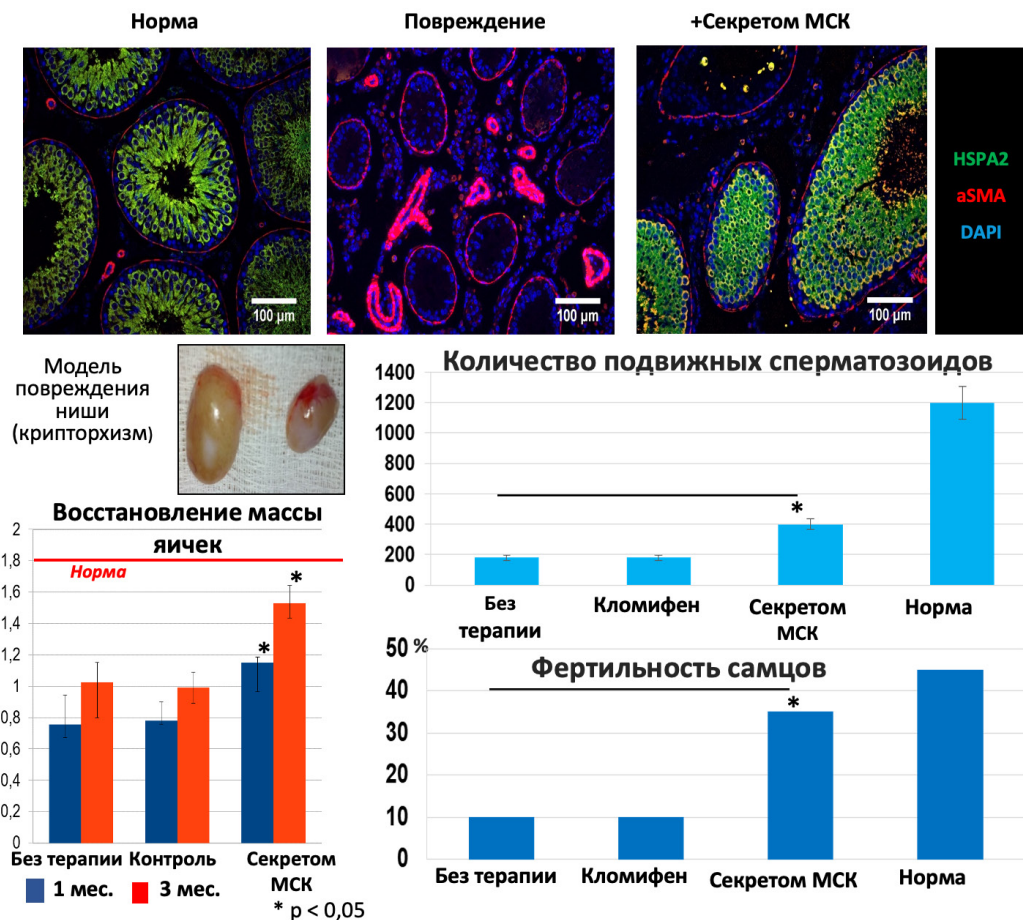 Норма
Повреждение
+Секретом МСК
100 µm
100 µm
100 µm
HSPA2
aSMA
DAPI
Модель
повреждения
ниши
(крипторхизм)
Количество подвижных сперматозоидов
1400
1200
1000
800
600
400
200
0
*
Без
терапии
Кломифен
Секретом
МСК
Норма
Восстановление массы
яичек
2
1,8
1,6
1,4
1,2
1
0,8
0,6
0,4
0,2
0
Норма
*
*
Без терапии
Контроль
Секретом
МСК
1 мес.
3 мес.
* p < 0,05
Фертильность самцов
50 %
40
30
20
10
0
*
Без терапии
Кломифен
Секретом МСК
Норма